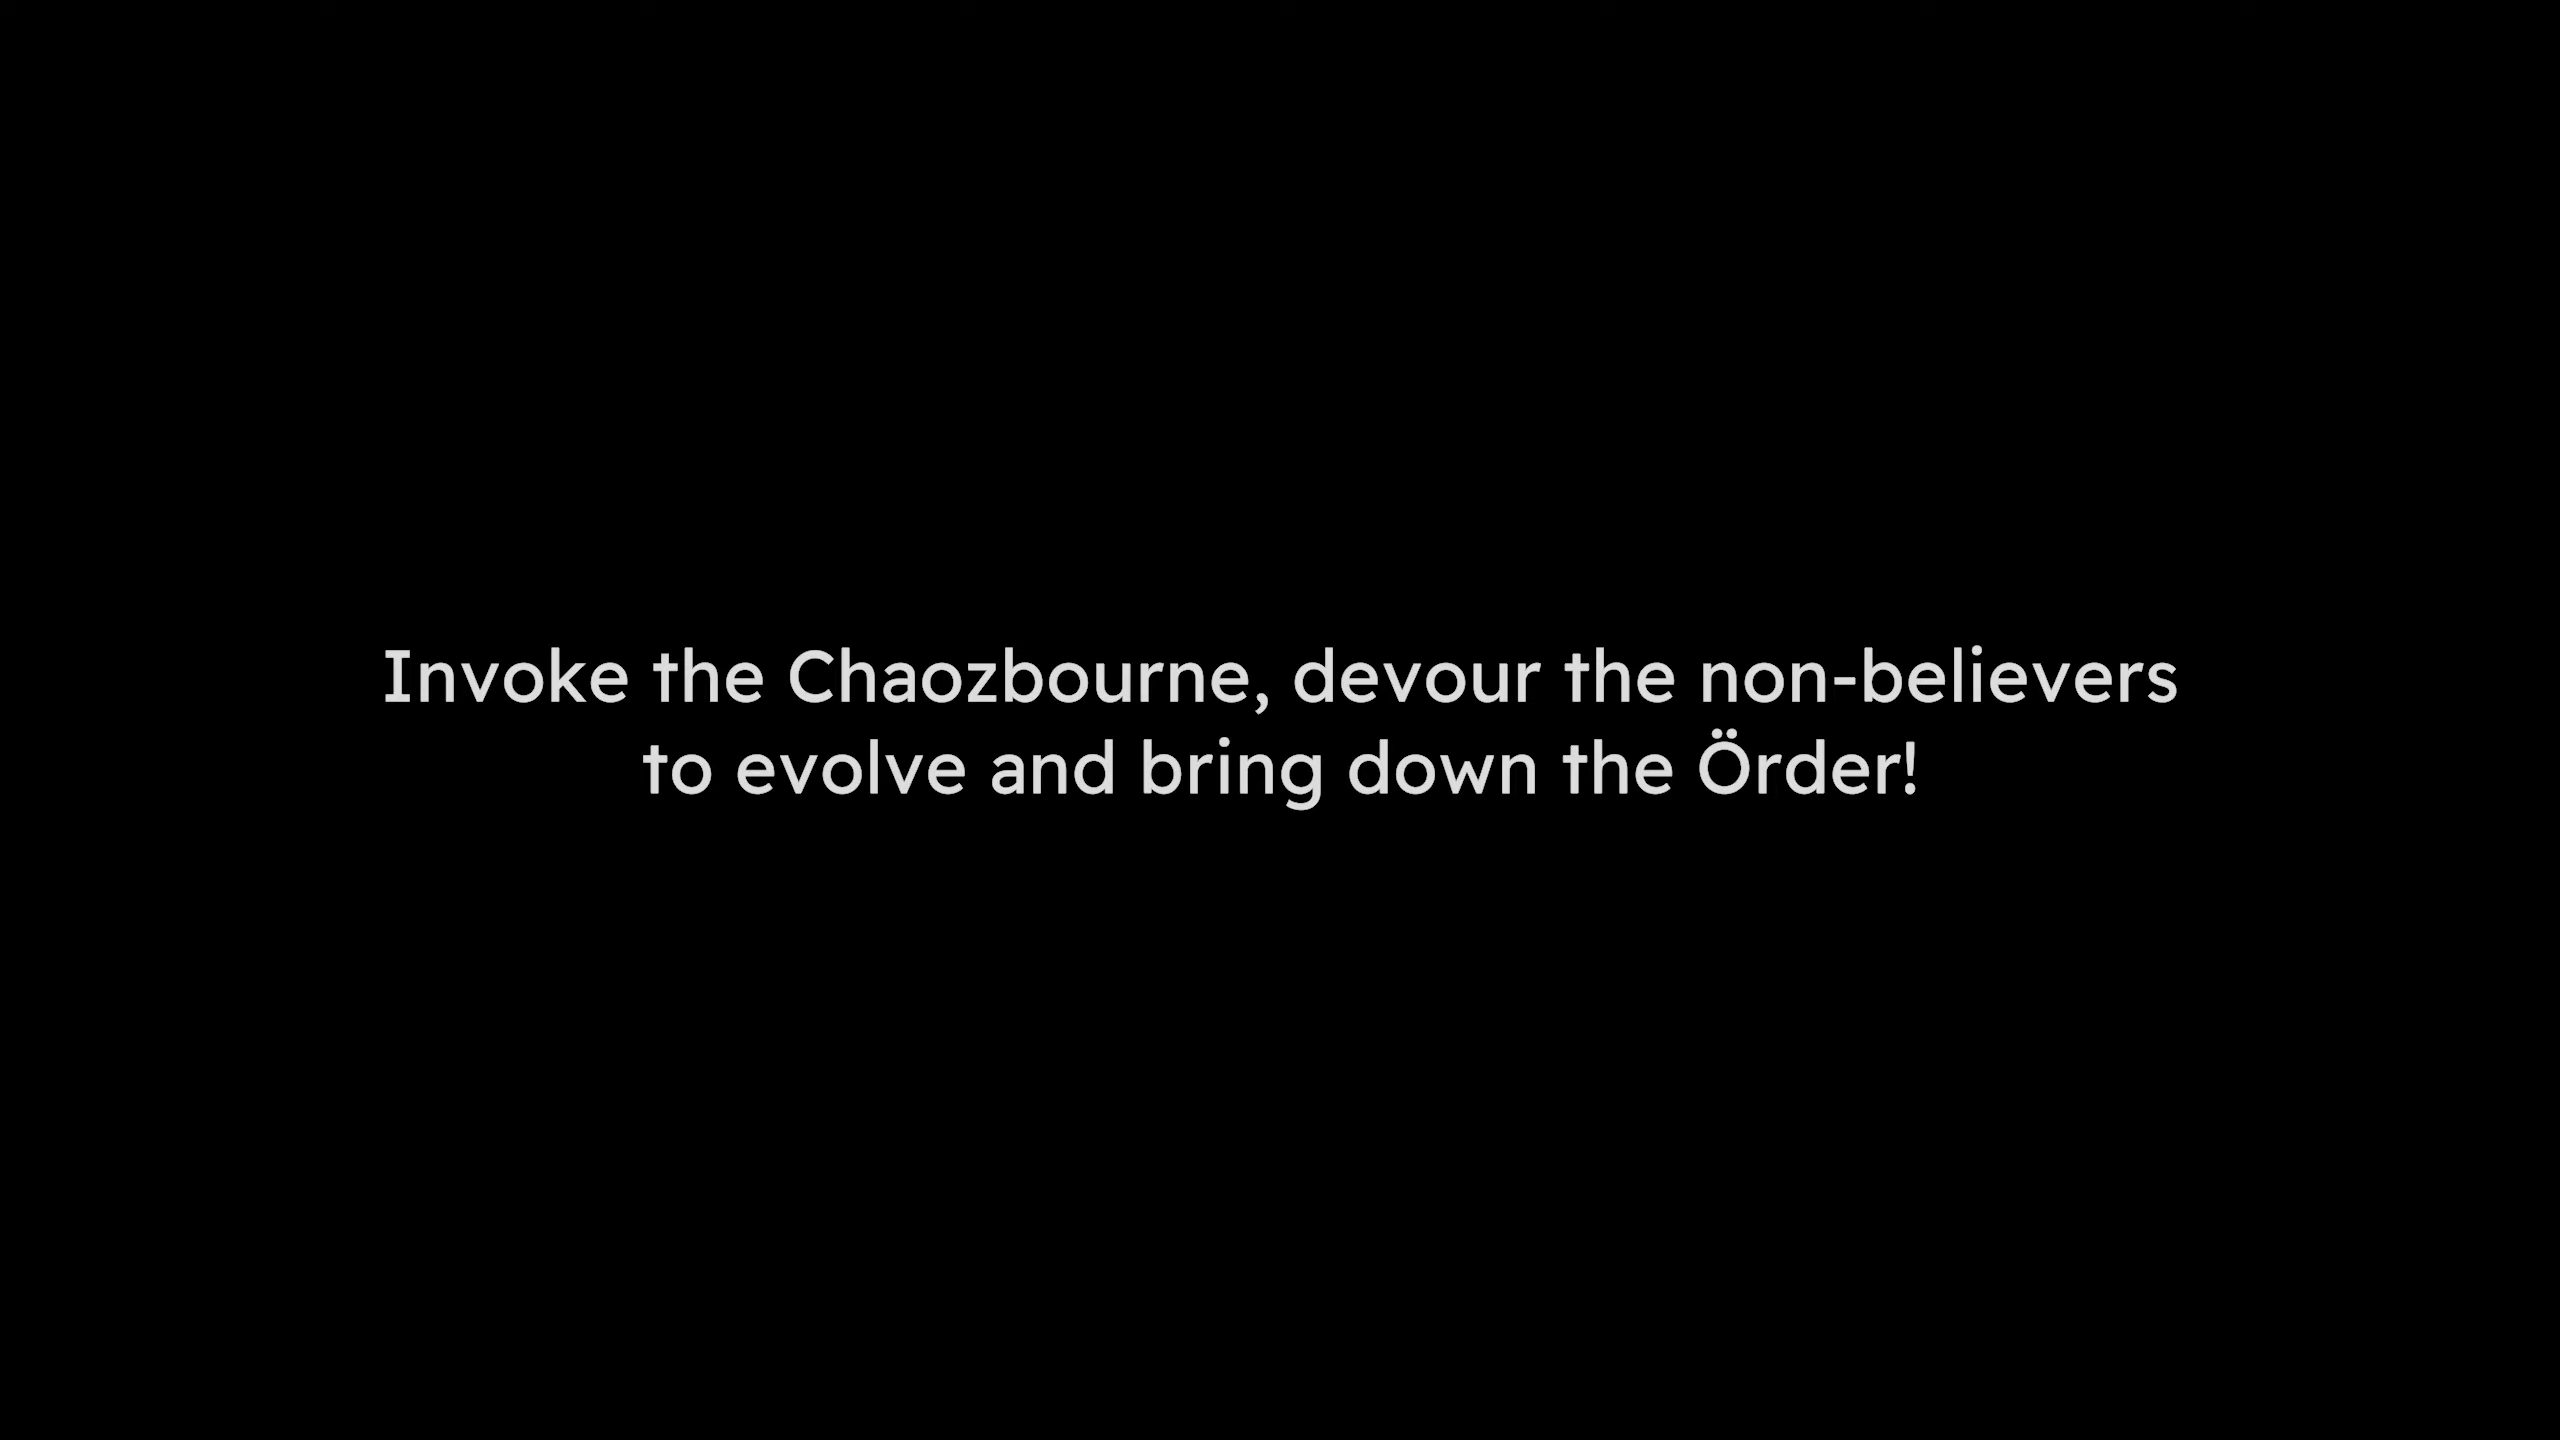 Invoke the Chaozbourne, devour the non-believers
to evolve and bring down the Örder!